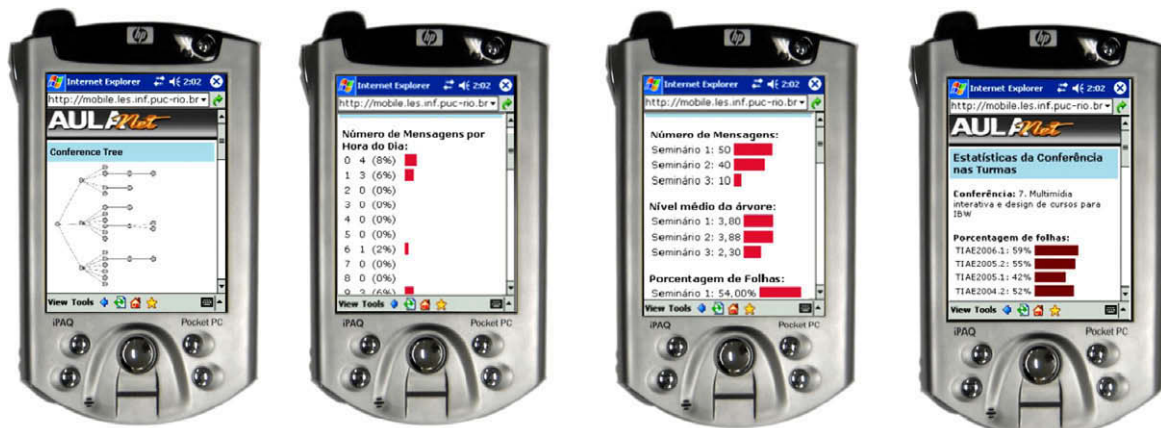 hp
Internet Explorer 2:02
http://mobile.les.inf.puc-rio.br
AULANet
Conference Tree
View Tools
iPAQ Pocket PC
hp
Internet Explorer 2:02
http://mobile.les.inf.puc-rio.br
Número de Mensagens por
Hora do Dia:
0 4 (8%)
1 3 (6%)
2 0 (0%)
3 0 (0%)
4 0 (0%)
5 0 (0%)
6 1 (2%)
7 0 (0%)
8 0 (0%)
9 3 (6%)
View Tools
iPAQ Pocket PC
hp
Internet Explorer 2:02
http://mobile.les.inf.puc-rio.br
Número de Mensagens:
Seminário 1: 50
Seminário 2: 40
Seminário 3: 10
Nível médio da árvore:
Seminário 1: 3,80
Seminário 2: 3,88
Seminário 3: 2,30
Porcentagem de Folhas:
Seminário 1: 54,00%
View Tools
iPAQ Pocket PC
hp
Internet Explorer 2:02
http://mobile.les.inf.puc-rio.br
AULANet
Estatísticas da Conferência
nas Turmas
Conferência: 7. Multimídia
interativa e design de cursos para
IBW
Porcentagem de folhas:
TIAE2006.1: 59%
TIAE2005.2: 55%
TIAE2005.1: 42%
TIAE2004.2: 52%
View Tools
iPAQ Pocket PC